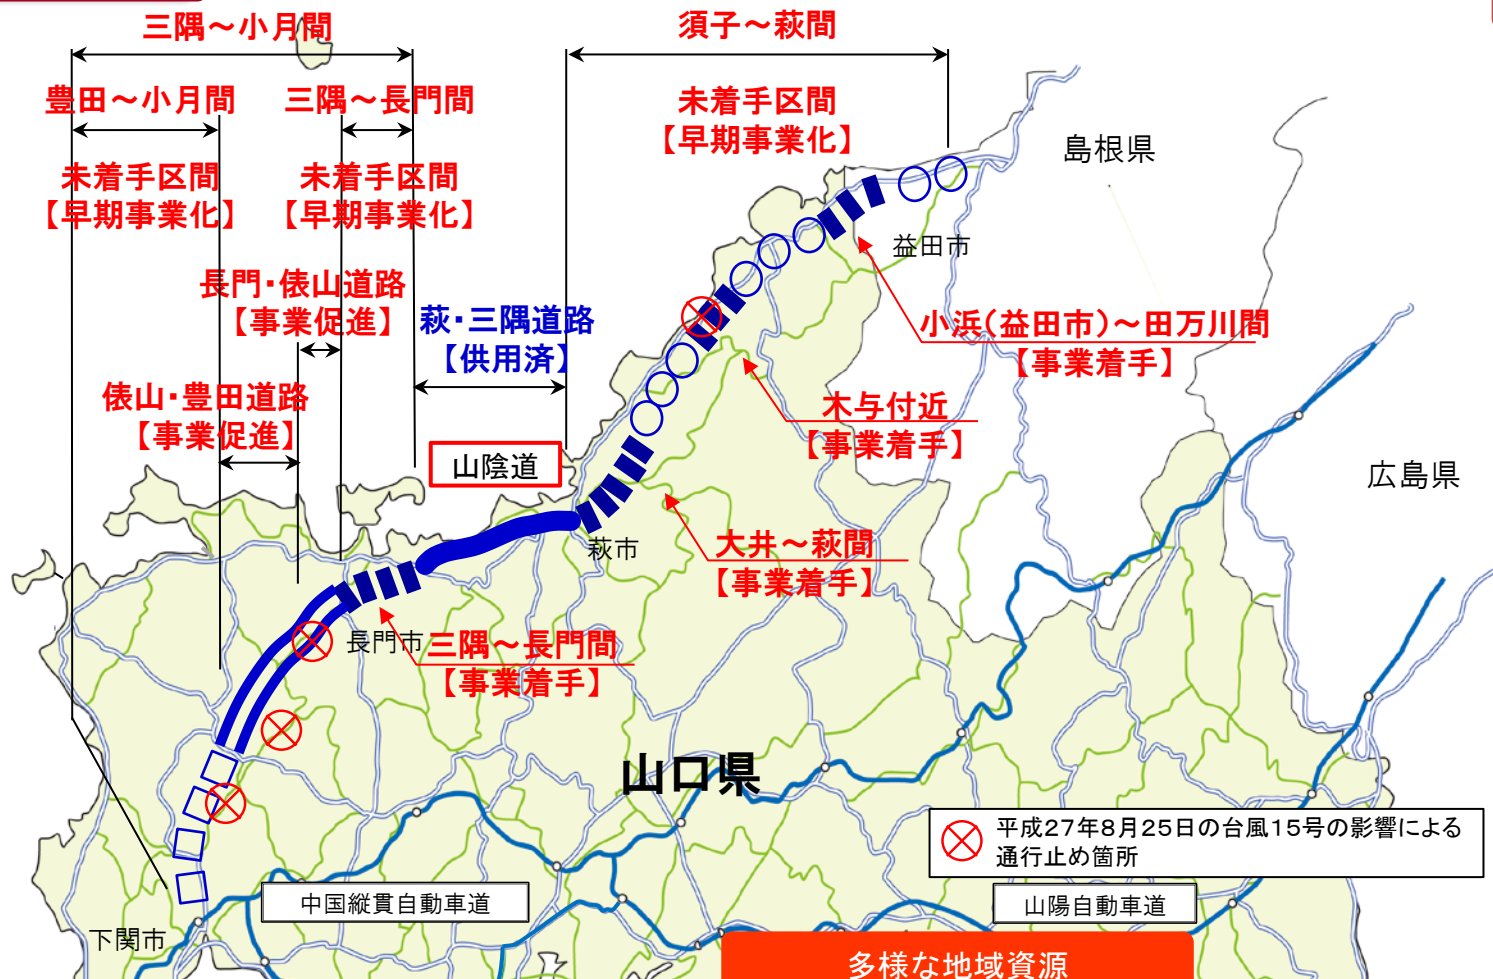 三隅～小月間
須子～萩間
豊田～小月間
三隅～長門間
未着手区間
【早期事業化】
未着手区間
【早期事業化】
未着手区間
【早期事業化】
島根県
益田市
長門・俵山道路
【事業促進】
萩・三隅道路
【供用済】
小浜（益田市）～田万川間
【事業着手】
俵山・豊田道路
【事業促進】
木与付近
【事業着手】
山陰道
広島県
萩市
大井～萩間
【事業着手】
長門市
三隅～長門間
【事業着手】
山口県
平成27年8月25日の台風15号の影響による
通行止め箇所
中国縦貫自動車道
山陽自動車道
下関市
多様な地域資源